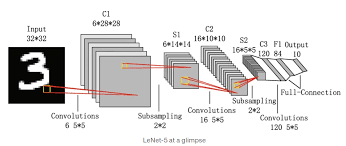 Input
32*32
C1
6*28*28
S1
6*14*14
C2
16*10*10
S2
16*5*5
C3
120
F1
84
Output
10
3
Convolutions
6 5*5
Subsampling
2*2
Convolutions
16 5*5
Subsampling
2*2
Convolutions
120 5*5
Full-Connection
LeNet-5 at a glimpse